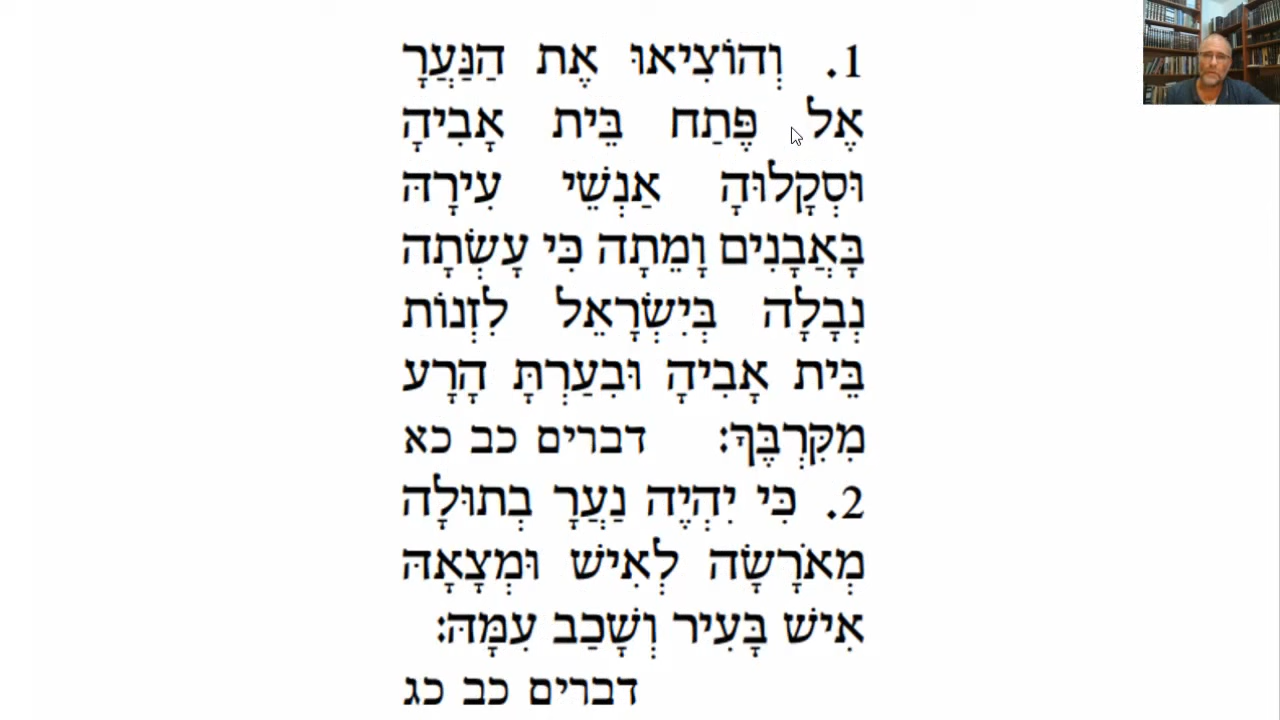 1. וְהוֹצִיאוּ אֶת הַנַּעֲרָ
אֶל פֶּתַח בֵּית אָבִיהָ
וּסְקָלוּהָ אַנְשֵׁי עִירָהּ
בָּאֲבָנִים וָמֵתָה כִּי עָשְׂתָה
נְבָלָה בְּיִשְׂרָאֵל לִזְנוֹת
בֵּית אָבִיהָ וּבִעַרְתָּ הָרָע
מִקִּרְבֶּךָ׃ דברים כב כא
2. כִּי יִהְיֶה נַעֲרָ בְתוּלָה
מְאֹרָשָׂה לְאִישׁ וּמְצָאָהּ
אִישׁ בָּעִיר וְשָׁכַב עִמָּהּ׃
דברים כב כג